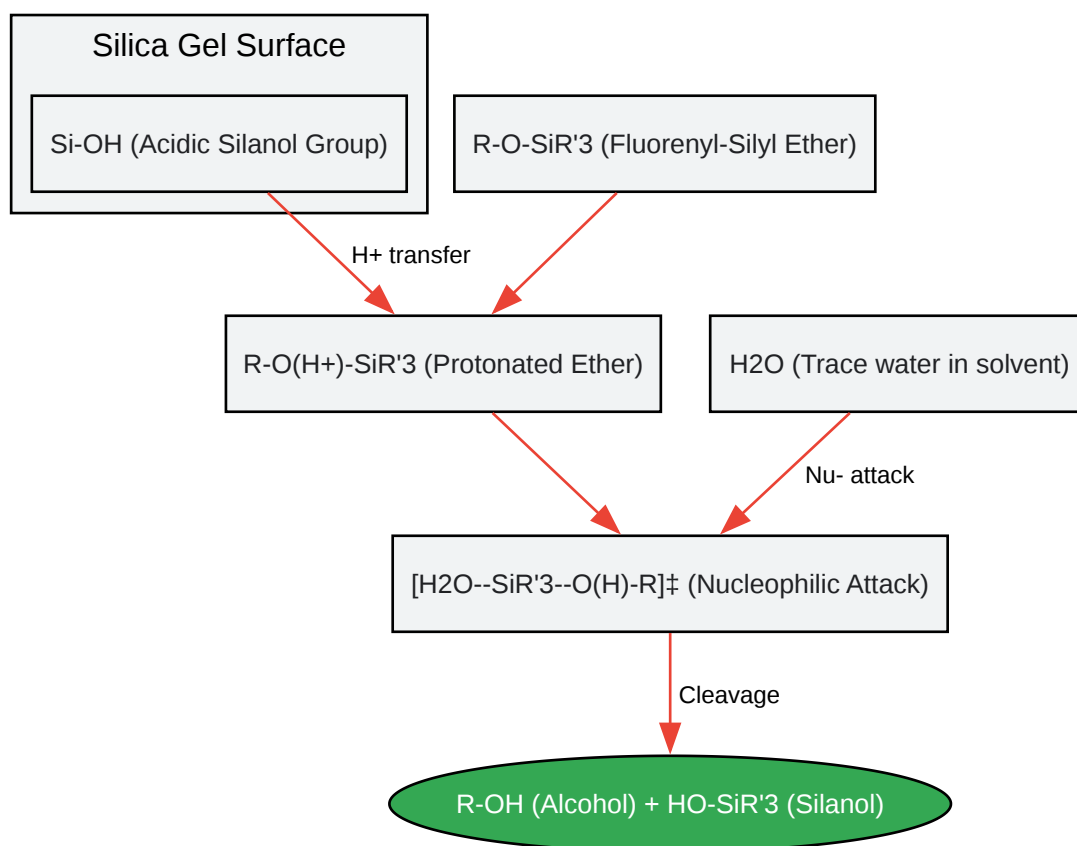 Silica Gel Surface
Si-OH (Acidic Silanol Group)
R-O-SiR'3 (Fluorenyl-Silyl Ether)
H+ transfer
R-O(H+)-SiR'3 (Protonated Ether)
H2O (Trace water in solvent)
Nu- attack
[H2O--SiR'3--O(H)-R]‡ (Nucleophilic Attack)
Cleavage
R-OH (Alcohol) + HO-SiR'3 (Silanol)